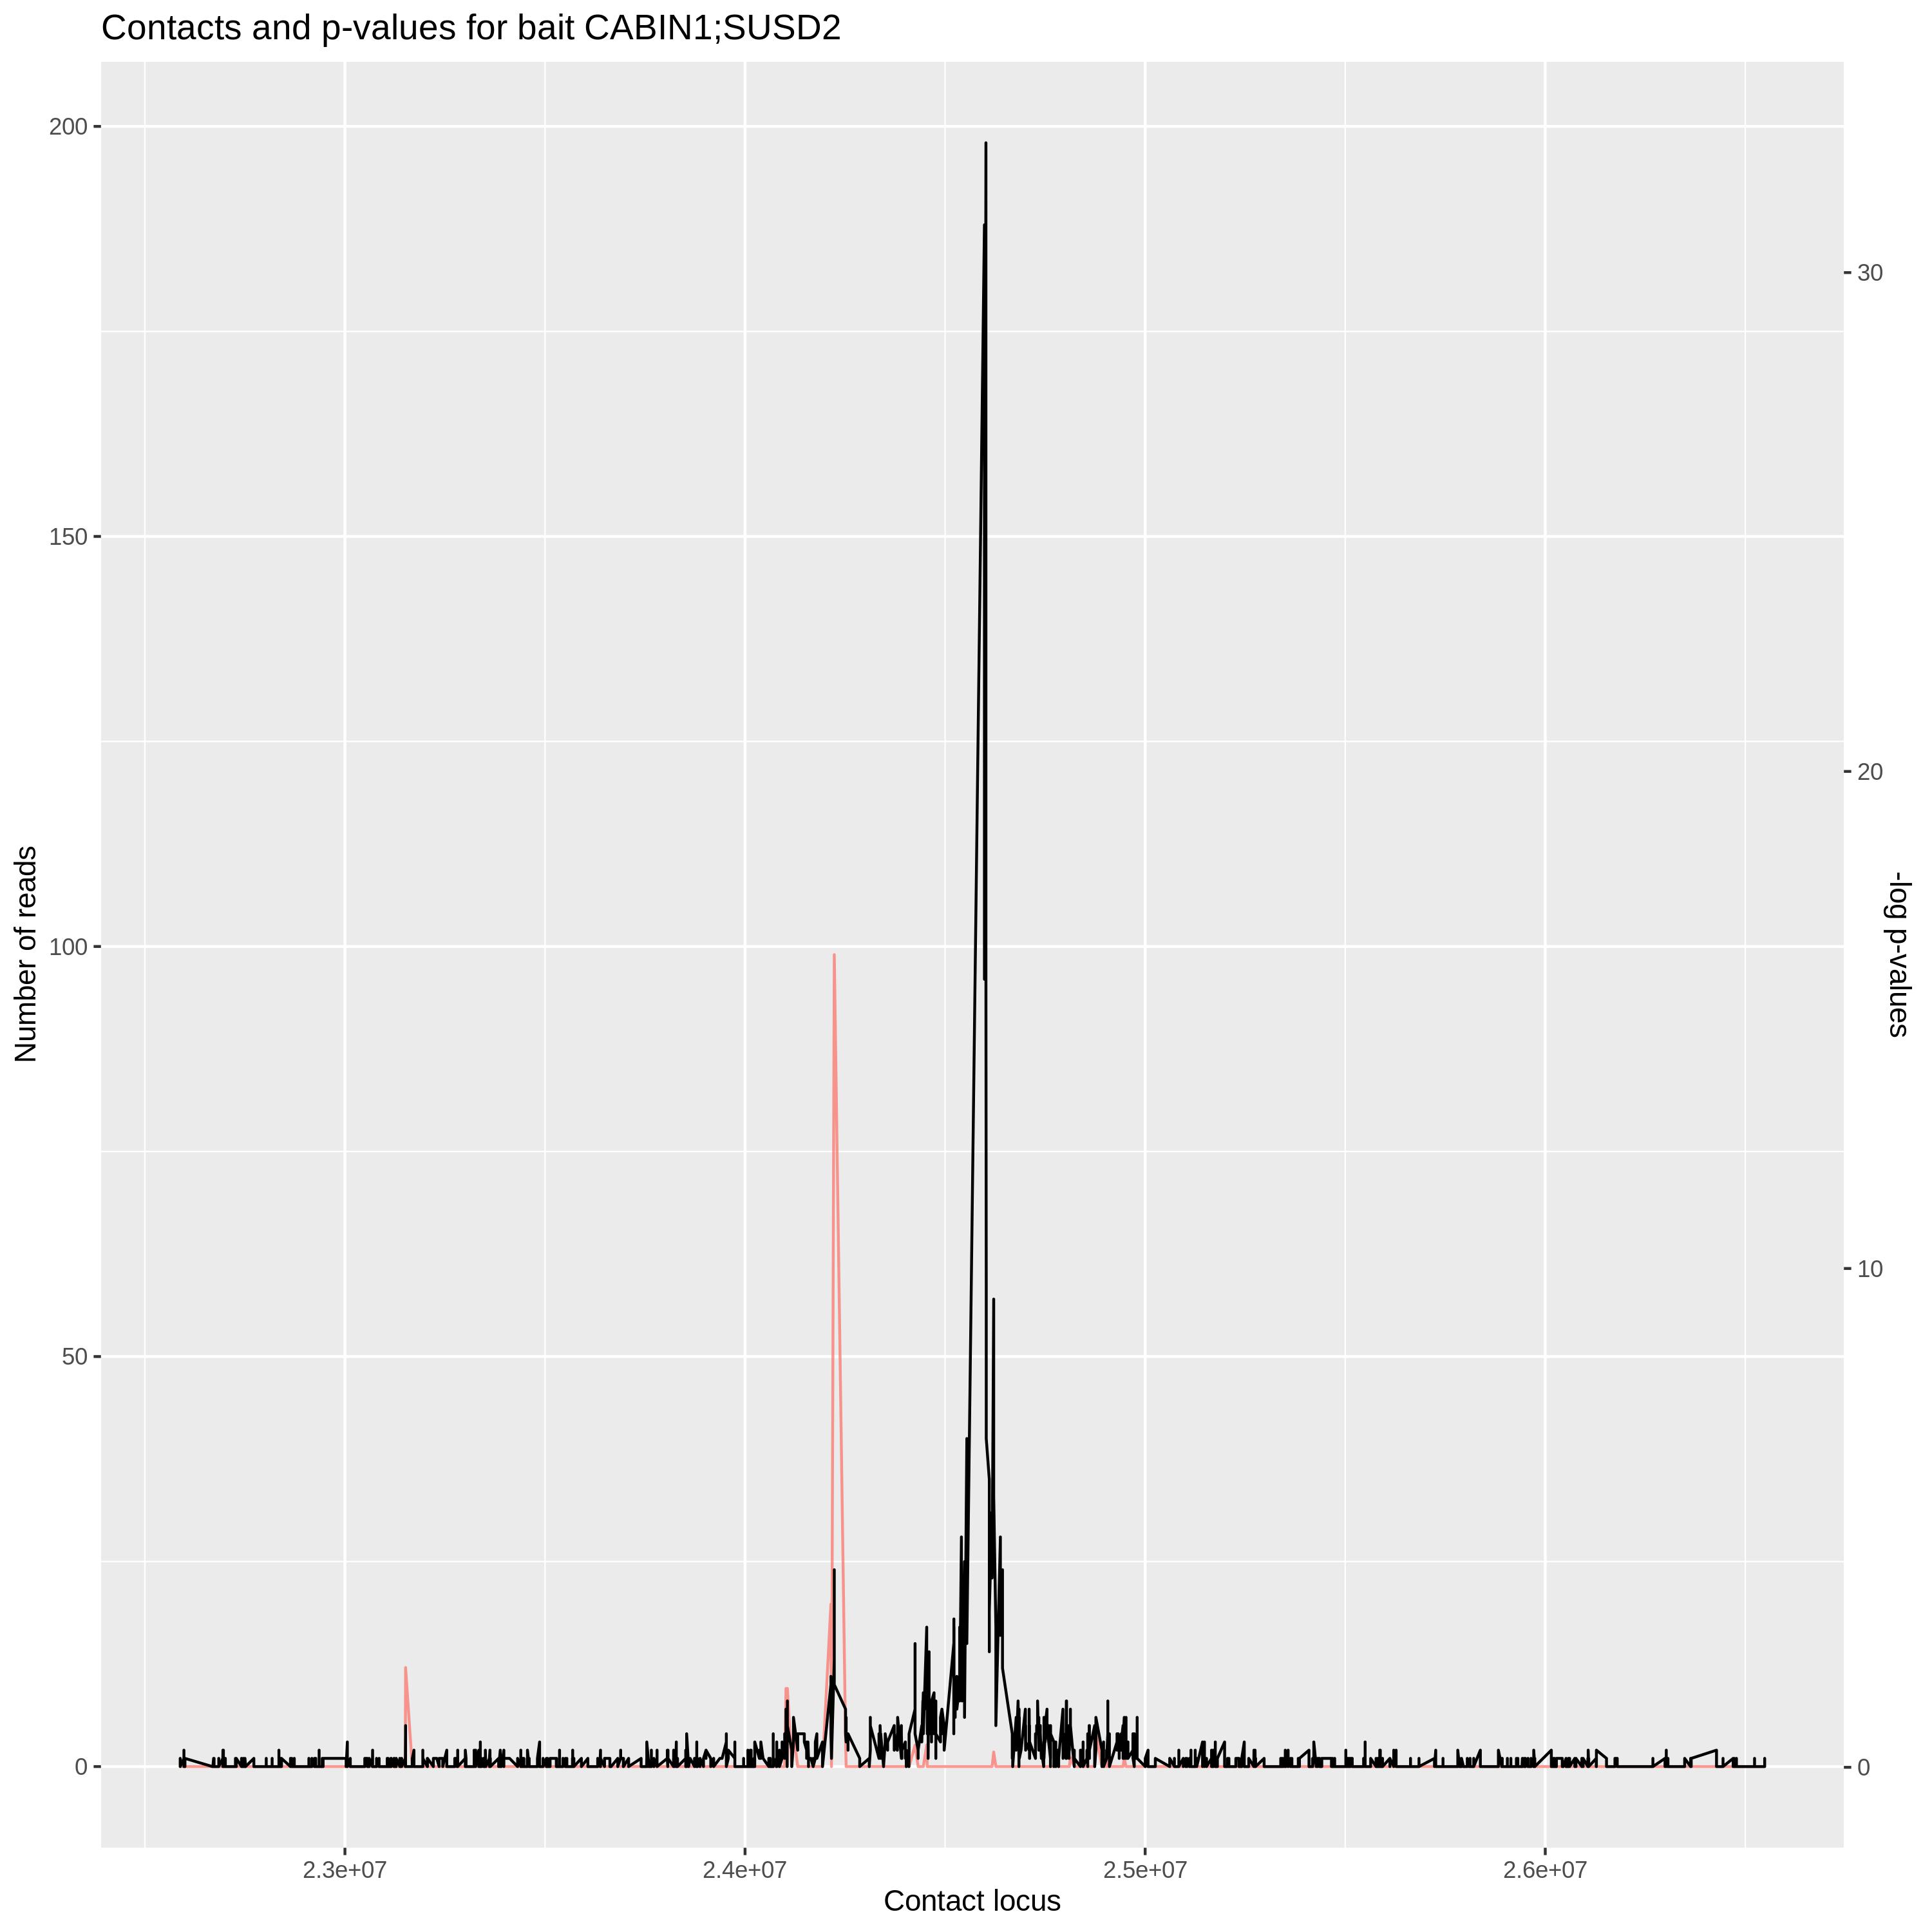 Contacts and p-values for bait CABIN1;SUSD2
200
150
100
50
0
30
20
10
0
Number of reads
-log p-values
2.3e+07
2.4e+07
2.5e+07
2.6e+07
Contact locus